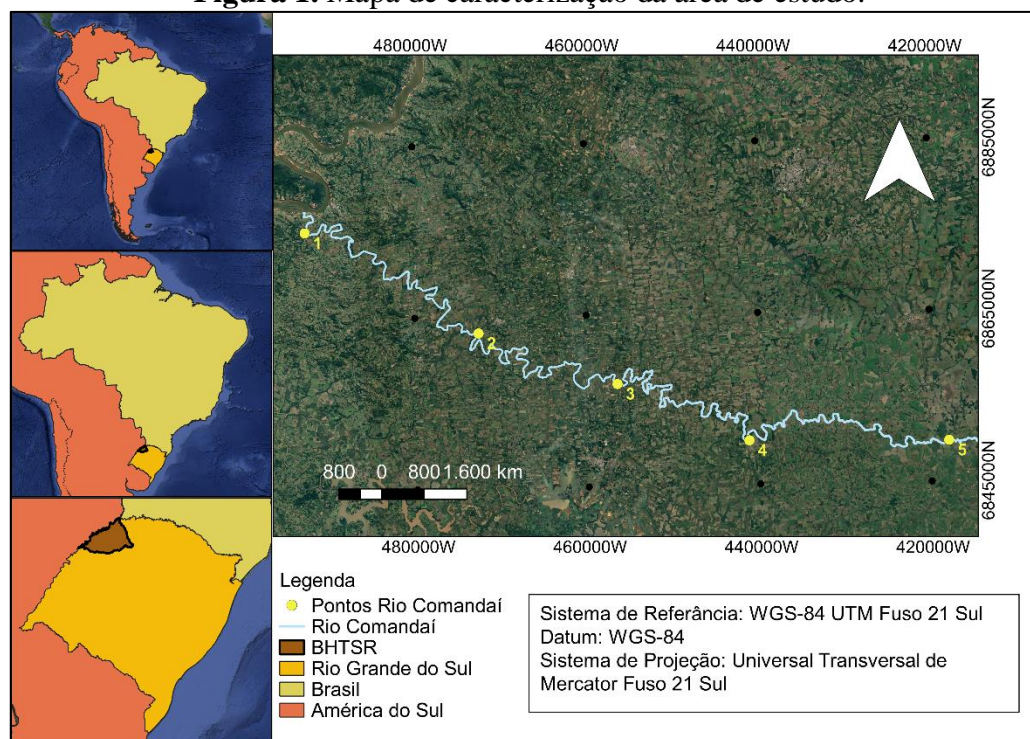 Figura 1. Mapa de caracterização da área de estudo.
480000W 460000W 440000W 420000W
6885000N
6865000N
6845000N
1
2
3
4
5
800 0 800 1.600 km
480000W 460000W 440000W 420000W
Legenda
Pontos Rio Comandaí
Rio Comandaí
BHTSR
Rio Grande do Sul
Brasil
América do Sul
Sistema de Referância: WGS-84 UTM Fuso 21 Sul
Datum: WGS-84
Sistema de Projeção: Universal Transversal de
Mercator Fuso 21 Sul